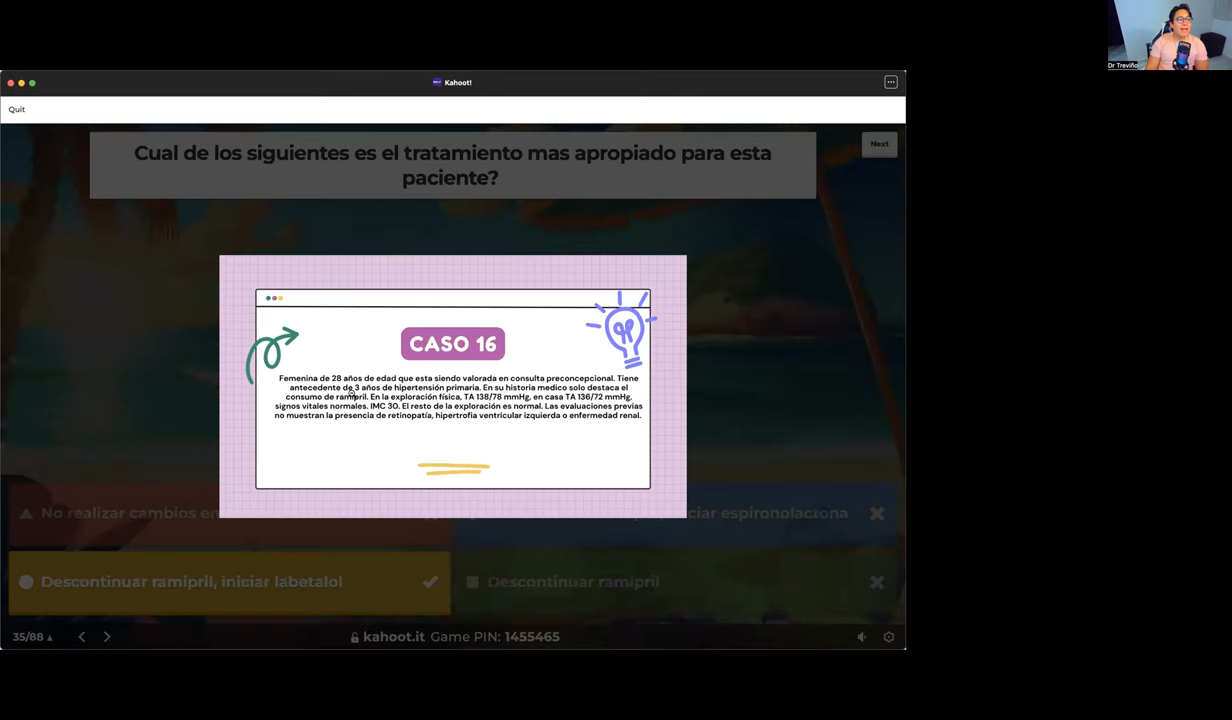 Dr Treviño
Kahoot!
Quit
Cual de los siguientes es el tratamiento mas apropiado para esta
paciente?
Next
CASO 16
Femenina de 28 años de edad que esta siendo valorada en consulta preconcepcional. Tiene
antecedente de 3 años de hipertensión primaria. En su historia medico solo destaca el
consumo de ramipril. En la exploración física, TA 138/78 mmHg, en casa TA 136/72 mmHg,
signos vitales normales. IMC 30. El resto de la exploración es normal. Las evaluaciones previas
no muestran la presencia de retinopatía, hipertrofia ventricular izquierda o enfermedad renal.
No realizar cambios en
ciar espironolactona
Descontinuar ramipril, iniciar labetalol
Descontinuar ramipril
35/88
kahoot.it Game PIN: 1455465